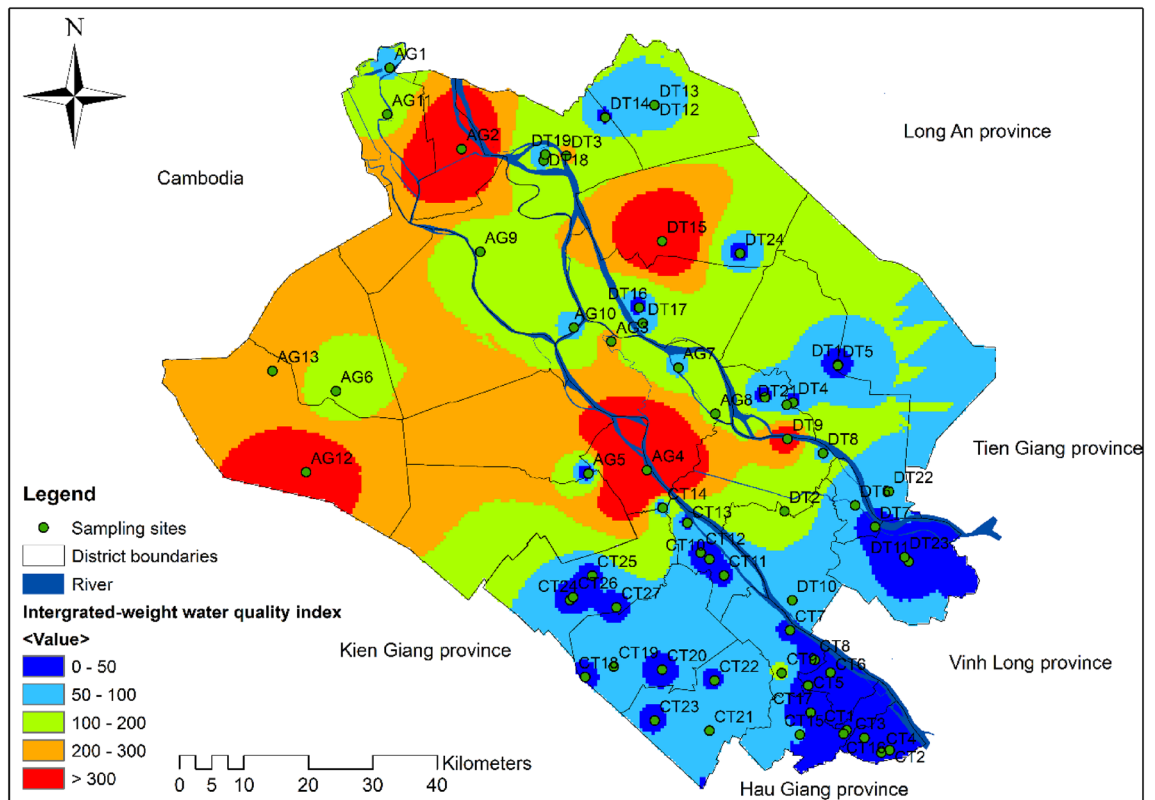 N
AG1
AG11
AG2
DT13
DT14
DT12
DT19
DT3
DT18
Long An province
Cambodia
DT15
AG9
DT24
DT16
DT17
AG10
AG3
AG7
DT5
AG13
AG6
DT21
DT4
AG8
DT9
DT8
Tien Giang province
AG12
AG5
AG4
DT22
CT14
DT2
DT6
CT13
DT7
CT12
DT23
CT11
CT25
CT24
CT26
CT27
DT10
CT7
Kien Giang province
CT8
Vinh Long province
CT19
CT20
CT6
CT18
CT22
CT5
CT17
CT23
CT21
CT15
CT1
CT3
CT4
CT2
Hau Giang province
Legend
Sampling sites
District boundaries
River
Intergrated-weight water quality index
<Value>
0 - 50
50 - 100
100 - 200
200 - 300
> 300
Kilometers
0 5 10 20 30 40